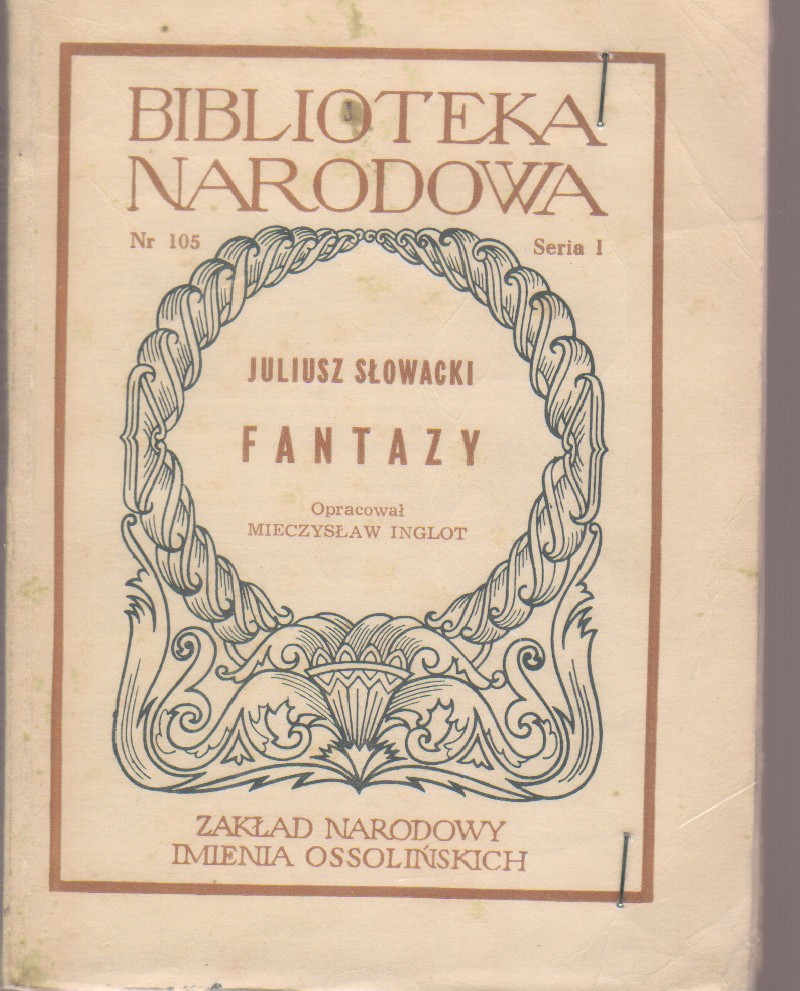 BIBLIOTEKA
NARODOWA
Nr 105 Seria I
JULIUSZ SŁOWACKI
FANTAZY
Opracował
MIECZYSŁAW INGLOT
ZAKŁAD NARODOWY
IMIENIA OSSOLIŃSKICH